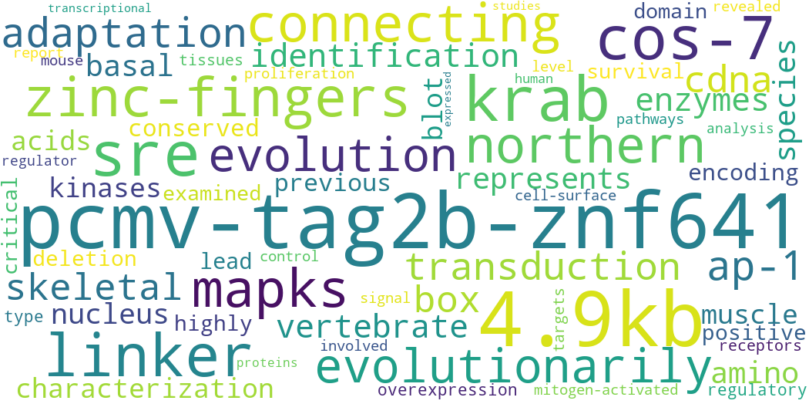 transcriptional
studies
adaptation
connecting
cos-7
domain
revealed
report
mouse
basal
tissues
identification
proliferation
level
survival
cdna
species
zinc-fingers
blot
expressed
krab
human
enzymes
conserved
pathways
acids
sre
evolution
northern
analysis
regulator
represents
encoding
kinases
examined
previous
cell-surface
critical
pcmv-tag2b-znf641
deletion
lead
control
transduction
ap-1
skeletal
mapks
signal
box
4.9kb
targets
muscle
type
nucleus
highly
vertebrate
positive
linker
involved
receptors
proteins
evolutionarily
amino
characterization
overexpression
mitogen-activated
regulatory